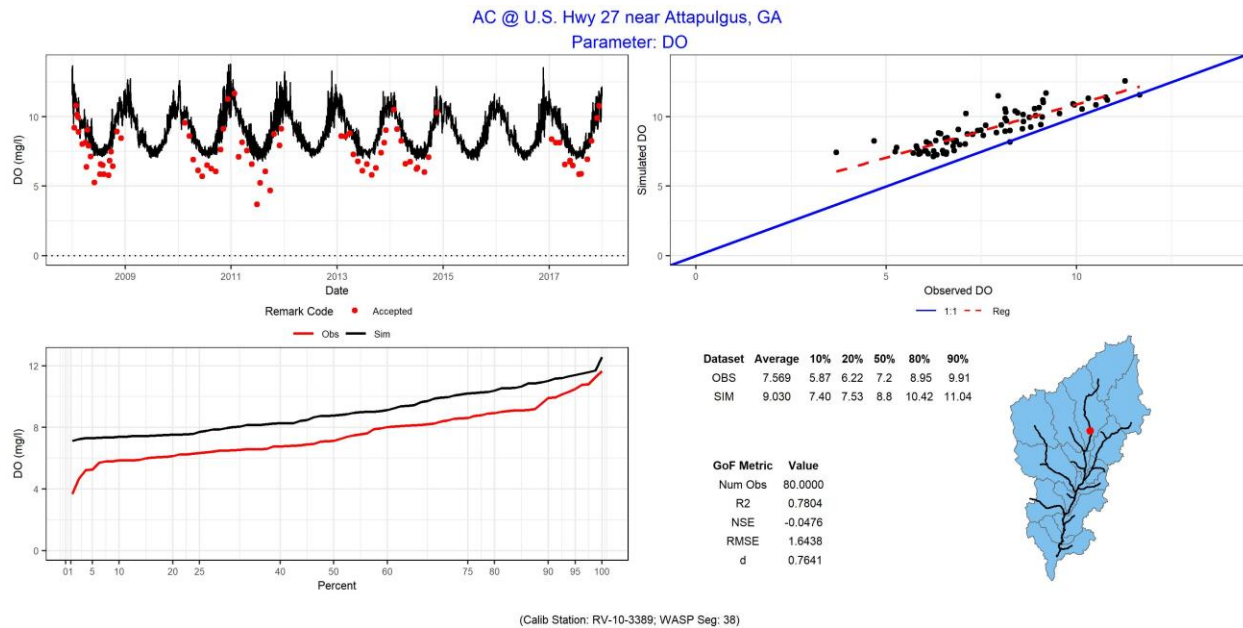 AC @ U.S. Hwy 27 near Attapulgus, GA
Parameter: DO
DO (mg/l)
10
5
0
2009 2011 2013 2015 2017
Date
Remark Code Accepted
Simulated DO
10
5
0
0 5 10
Observed DO
1:1 Reg
Obs Sim
DO (mg/l)
12
8
4
0
0 1 5 10 20 25 40 50 60 75 80 90 95 100
Percent
Dataset Average 10% 20% 50% 80% 90%
OBS 7.569 5.87 6.22 7.2 8.95 9.91
SIM 9.030 7.40 7.53 8.8 10.42 11.04
GoF Metric Value
Num Obs 80.0000
R2 0.7804
NSE -0.0476
RMSE 1.6438
d 0.7641
(Calib Station: RV-10-3389; WASP Seg: 38)